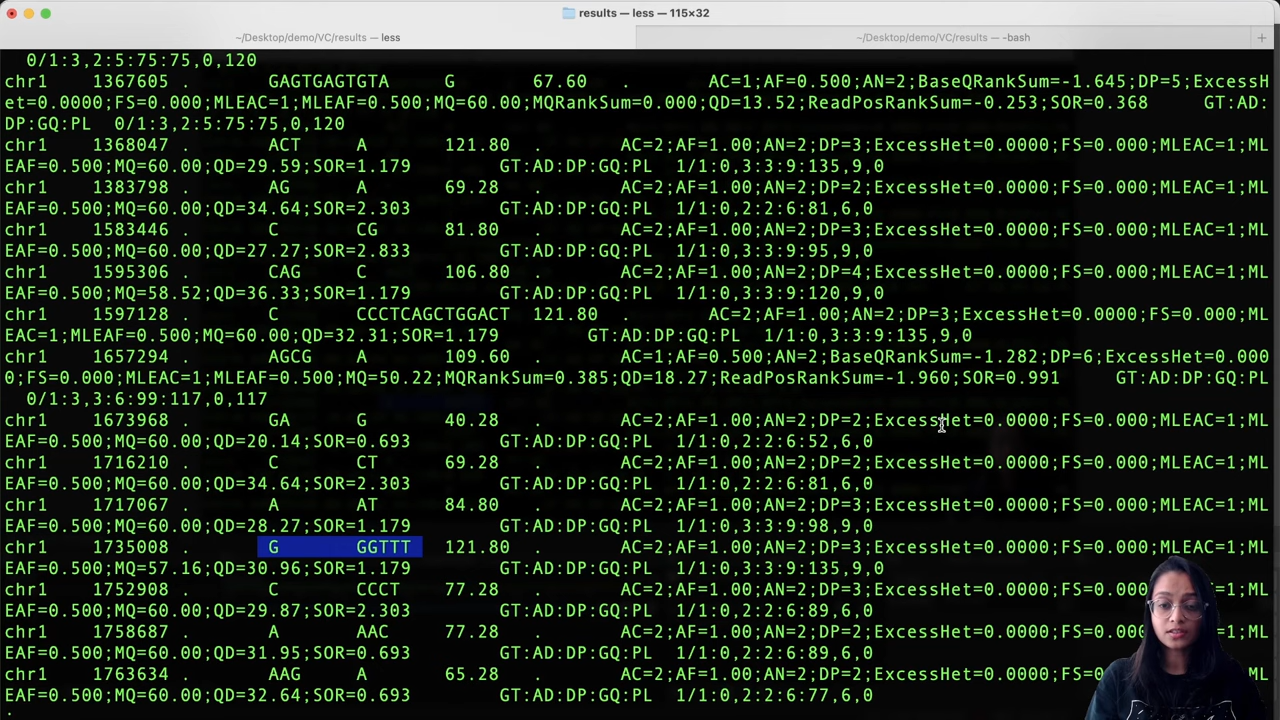 results — less — 115×32
~/Desktop/demo/VC/results — less
~/Desktop/demo/VC/results — -bash
+
0/1:3,2:5:75:75,0,120
chr1 1367605 . GAGTGAGTGTA G 67.60 . AC=1;AF=0.500;AN=2;BaseQRankSum=-1.645;DP=5;ExcessH
et=0.0000;FS=0.000;MLEAC=1;MLEAF=0.500;MQ=60.00;MQRankSum=0.000;QD=13.52;ReadPosRankSum=-0.253;SOR=0.368 GT:AD:
DP:GQ:PL 0/1:3,2:5:75:75,0,120
chr1 1368047 . ACT A 121.80 . AC=2;AF=1.00;AN=2;DP=3;ExcessHet=0.0000;FS=0.000;MLEAC=1;ML
EAF=0.500;MQ=60.00;QD=29.59;SOR=1.179 GT:AD:DP:GQ:PL 1/1:0,3:3:9:135,9,0
chr1 1383798 . AG A 69.28 . AC=2;AF=1.00;AN=2;DP=2;ExcessHet=0.0000;FS=0.000;MLEAC=1;ML
EAF=0.500;MQ=60.00;QD=34.64;SOR=2.303 GT:AD:DP:GQ:PL 1/1:0,2:2:6:81,6,0
chr1 1583446 . C CG 81.80 . AC=2;AF=1.00;AN=2;DP=3;ExcessHet=0.0000;FS=0.000;MLEAC=1;ML
EAF=0.500;MQ=60.00;QD=27.27;SOR=2.833 GT:AD:DP:GQ:PL 1/1:0,3:3:9:95,9,0
chr1 1595306 . CAG C 106.80 . AC=2;AF=1.00;AN=2;DP=4;ExcessHet=0.0000;FS=0.000;MLEAC=1;ML
EAF=0.500;MQ=58.52;QD=36.33;SOR=1.179 GT:AD:DP:GQ:PL 1/1:0,3:3:9:120,9,0
chr1 1597128 . C CCCTCAGCTGGACT 121.80 . AC=2;AF=1.00;AN=2;DP=3;ExcessHet=0.0000;FS=0.000;ML
EAC=1;MLEAF=0.500;MQ=60.00;QD=32.31;SOR=1.179 GT:AD:DP:GQ:PL 1/1:0,3:3:9:135,9,0
chr1 1657294 . AGCG A 109.60 . AC=1;AF=0.500;AN=2;BaseQRankSum=-1.282;DP=6;ExcessHet=0.000
0;FS=0.000;MLEAC=1;MLEAF=0.500;MQ=50.22;MQRankSum=0.385;QD=18.27;ReadPosRankSum=-1.960;SOR=0.991 GT:AD:DP:GQ:PL
0/1:3,3:6:99:117,0,117
chr1 1673968 . GA G 40.28 . AC=2;AF=1.00;AN=2;DP=2;ExcessHet=0.0000;FS=0.000;MLEAC=1;ML
EAF=0.500;MQ=60.00;QD=20.14;SOR=0.693 GT:AD:DP:GQ:PL 1/1:0,2:2:6:52,6,0
chr1 1716210 . C CT 69.28 . AC=2;AF=1.00;AN=2;DP=2;ExcessHet=0.0000;FS=0.000;MLEAC=1;ML
EAF=0.500;MQ=60.00;QD=34.64;SOR=2.303 GT:AD:DP:GQ:PL 1/1:0,2:2:6:81,6,0
chr1 1717067 . A AT 84.80 . AC=2;AF=1.00;AN=2;DP=3;ExcessHet=0.0000;FS=0.000;MLEAC=1;ML
EAF=0.500;MQ=60.00;QD=28.27;SOR=1.179 GT:AD:DP:GQ:PL 1/1:0,3:3:9:98,9,0
chr1 1735008 . G GGTTT 121.80 . AC=2;AF=1.00;AN=2;DP=3;ExcessHet=0.0000;FS=0.000;MLEAC=1;ML
EAF=0.500;MQ=57.16;QD=30.96;SOR=1.179 GT:AD:DP:GQ:PL 1/1:0,3:3:9:135,9,0
chr1 1752908 . C CCCT 77.28 . AC=2;AF=1.00;AN=2;DP=2;ExcessHet=0.0000;FS=0.000;MLEAC=1;ML
EAF=0.500;MQ=60.00;QD=29.87;SOR=2.303 GT:AD:DP:GQ:PL 1/1:0,2:2:6:89,6,0
chr1 1758687 . A AAC 77.28 . AC=2;AF=1.00;AN=2;DP=2;ExcessHet=0.0000;FS=0.000;MLEAC=1;ML
EAF=0.500;MQ=60.00;QD=31.95;SOR=0.693 GT:AD:DP:GQ:PL 1/1:0,2:2:6:89,6,0
chr1 1763634 . AAG A 65.28 . AC=2;AF=1.00;AN=2;DP=2;ExcessHet=0.0000;FS=0.000;MLEAC=1;ML
EAF=0.500;MQ=60.00;QD=32.64;SOR=0.693 GT:AD:DP:GQ:PL 1/1:0,2:2:6:77,6,0